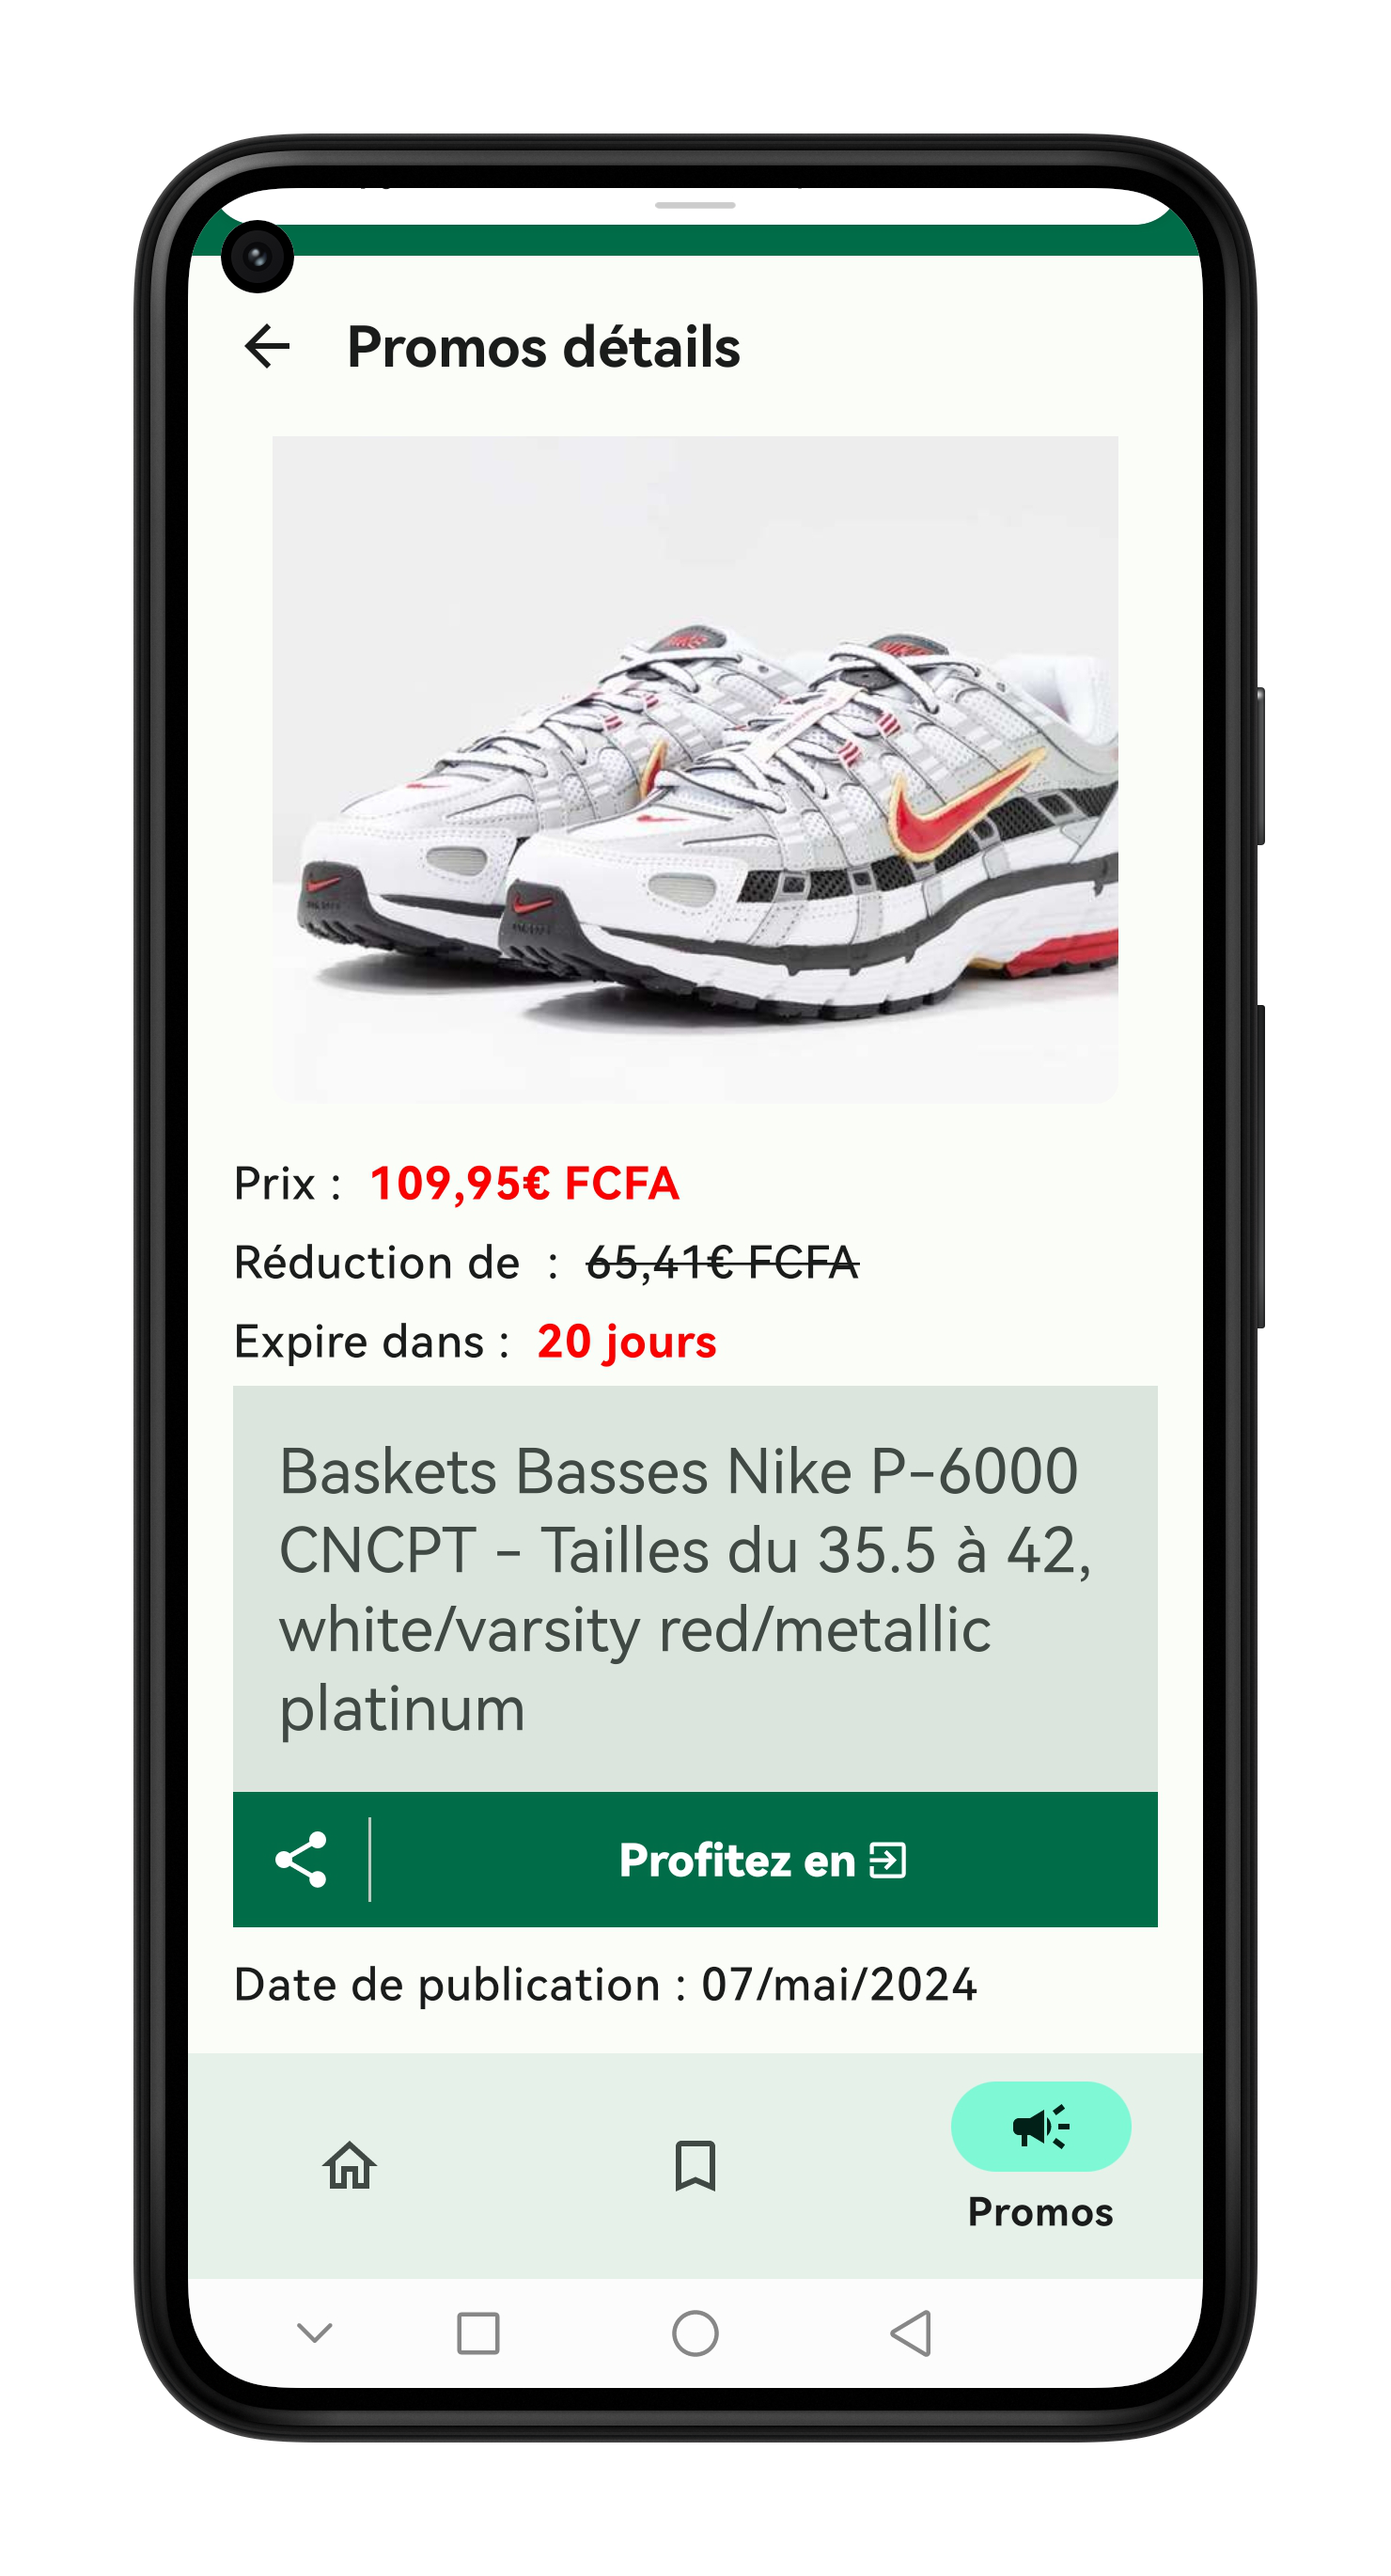 Promos détails
NIKE
Prix : 109,95€ FCFA
Réduction de : 65,41€ FCFA
Expire dans : 20 jours
Baskets Basses Nike P-6000
CNCPT - Tailles du 35.5 à 42,
white/varsity red/metallic
platinum
Profitez en
Date de publication : 07/mai/2024
Promos